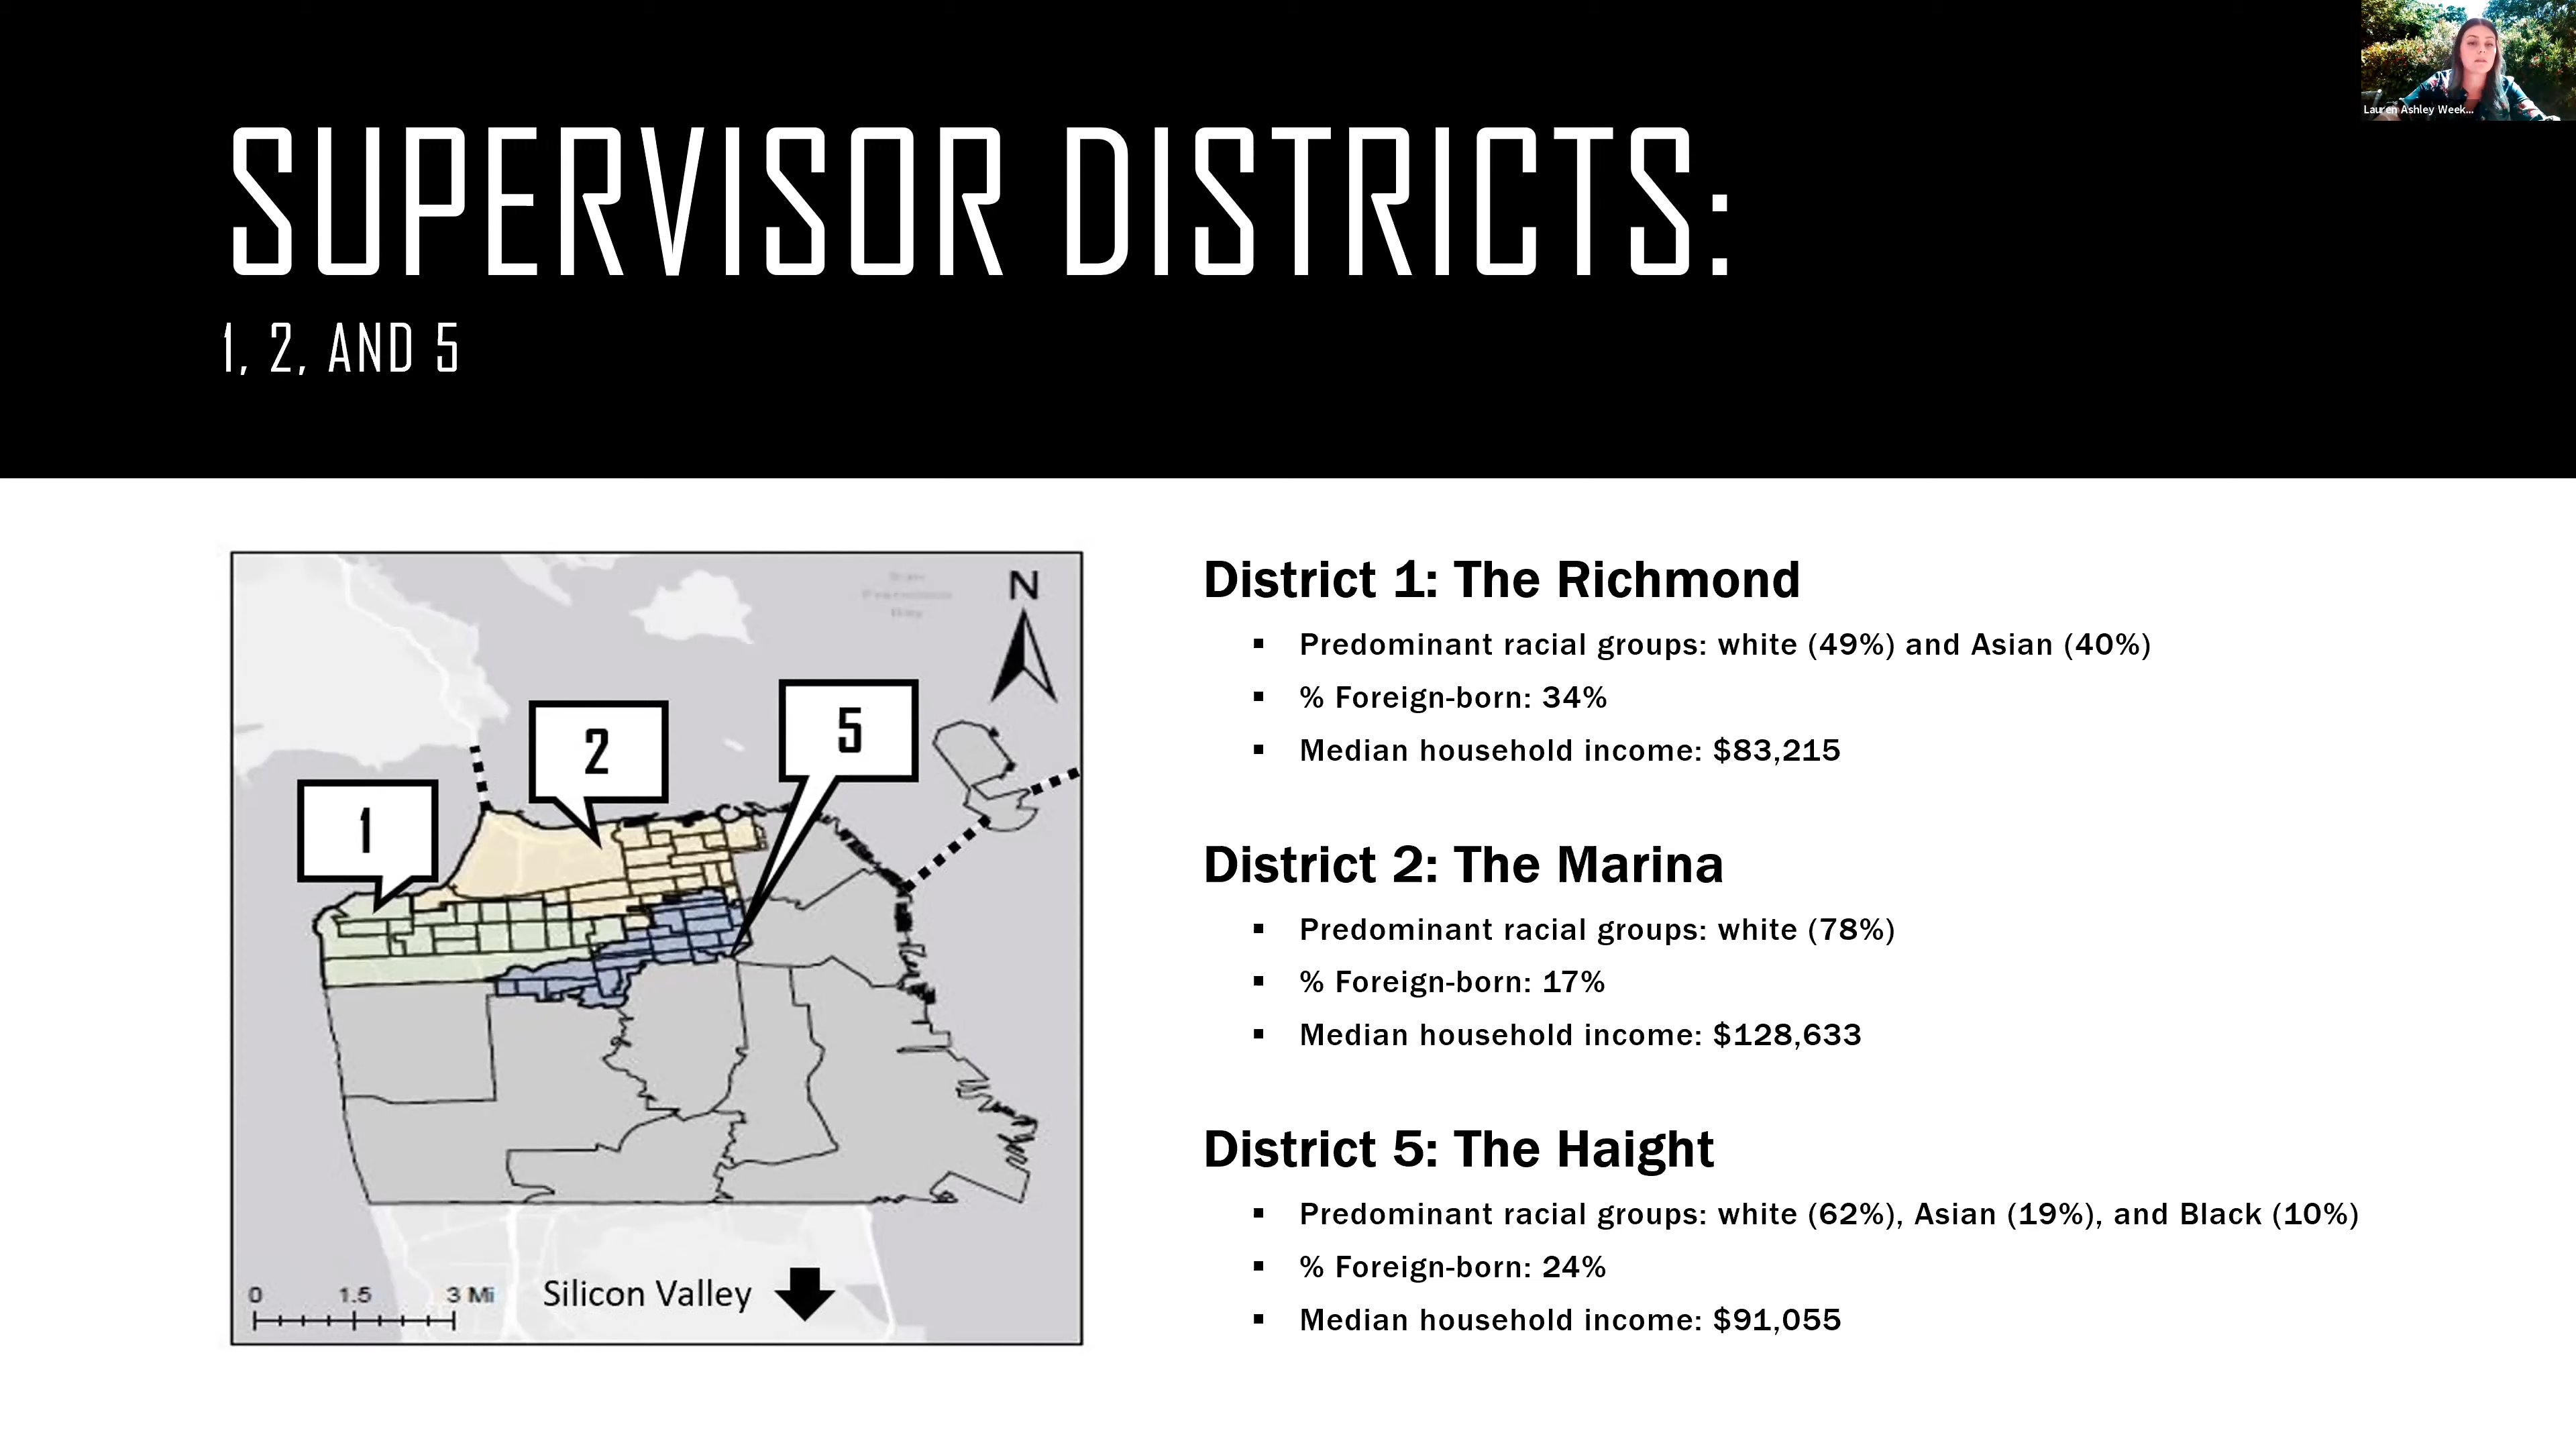 Lauren Ashley Week...
SUPERVISOR DISTRICTS:
1, 2, AND 5
N
1
2
5
0 1.5 3 Mi
Silicon Valley
District 1: The Richmond
▪ Predominant racial groups: white (49%) and Asian (40%)
▪ % Foreign-born: 34%
▪ Median household income: $83,215
District 2: The Marina
▪ Predominant racial groups: white (78%)
▪ % Foreign-born: 17%
▪ Median household income: $128,633
District 5: The Haight
▪ Predominant racial groups: white (62%), Asian (19%), and Black (10%)
▪ % Foreign-born: 24%
▪ Median household income: $91,055